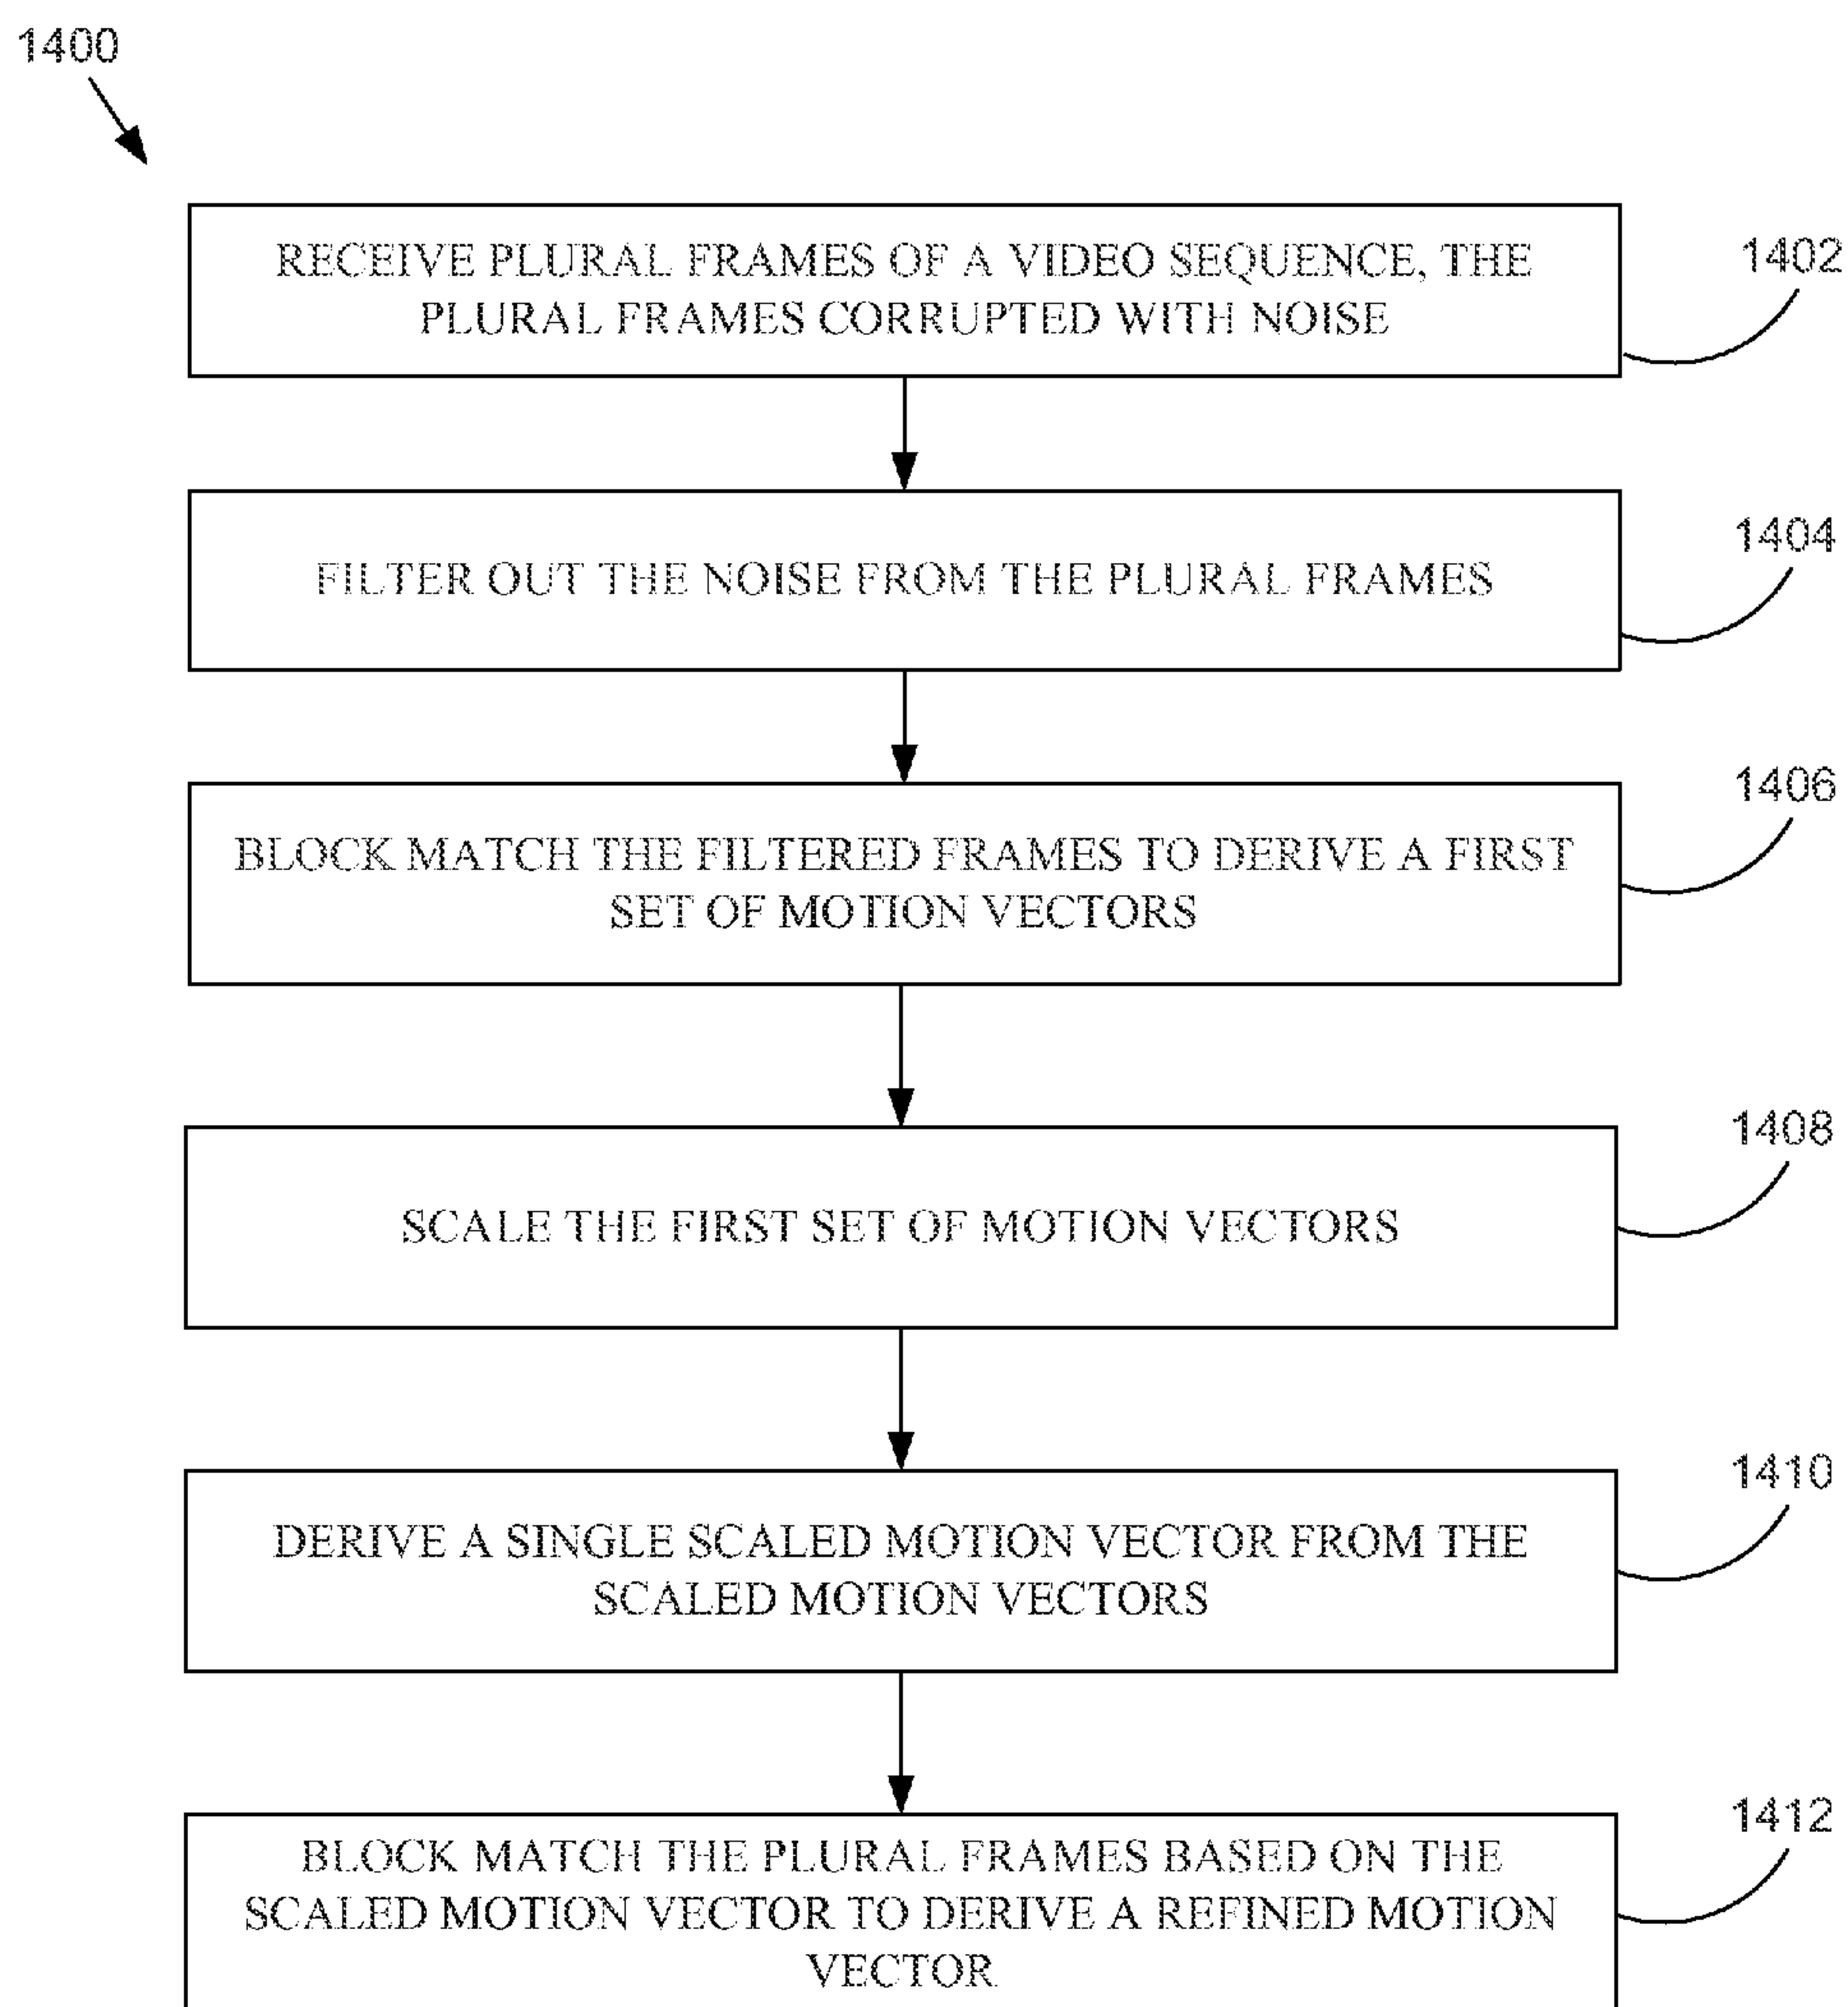 1400
RECEIVE PLURAL FRAMES OF A VIDEO SEQUENCE, THE
PLURAL FRAMES CORRUPTED WITH NOISE
1402
FILTER OUT THE NOISE FROM THE PLURAL FRAMES
1404
BLOCK MATCH THE FILTERED FRAMES TO DERIVE A FIRST
SET OF MOTION VECTORS
1406
SCALE THE FIRST SET OF MOTION VECTORS
1408
DERIVE A SINGLE SCALED MOTION VECTOR FROM THE
SCALED MOTION VECTORS
1410
BLOCK MATCH THE PLURAL FRAMES BASED ON THE
SCALED MOTION VECTOR TO DERIVE A REFINED MOTION
VECTOR
1412